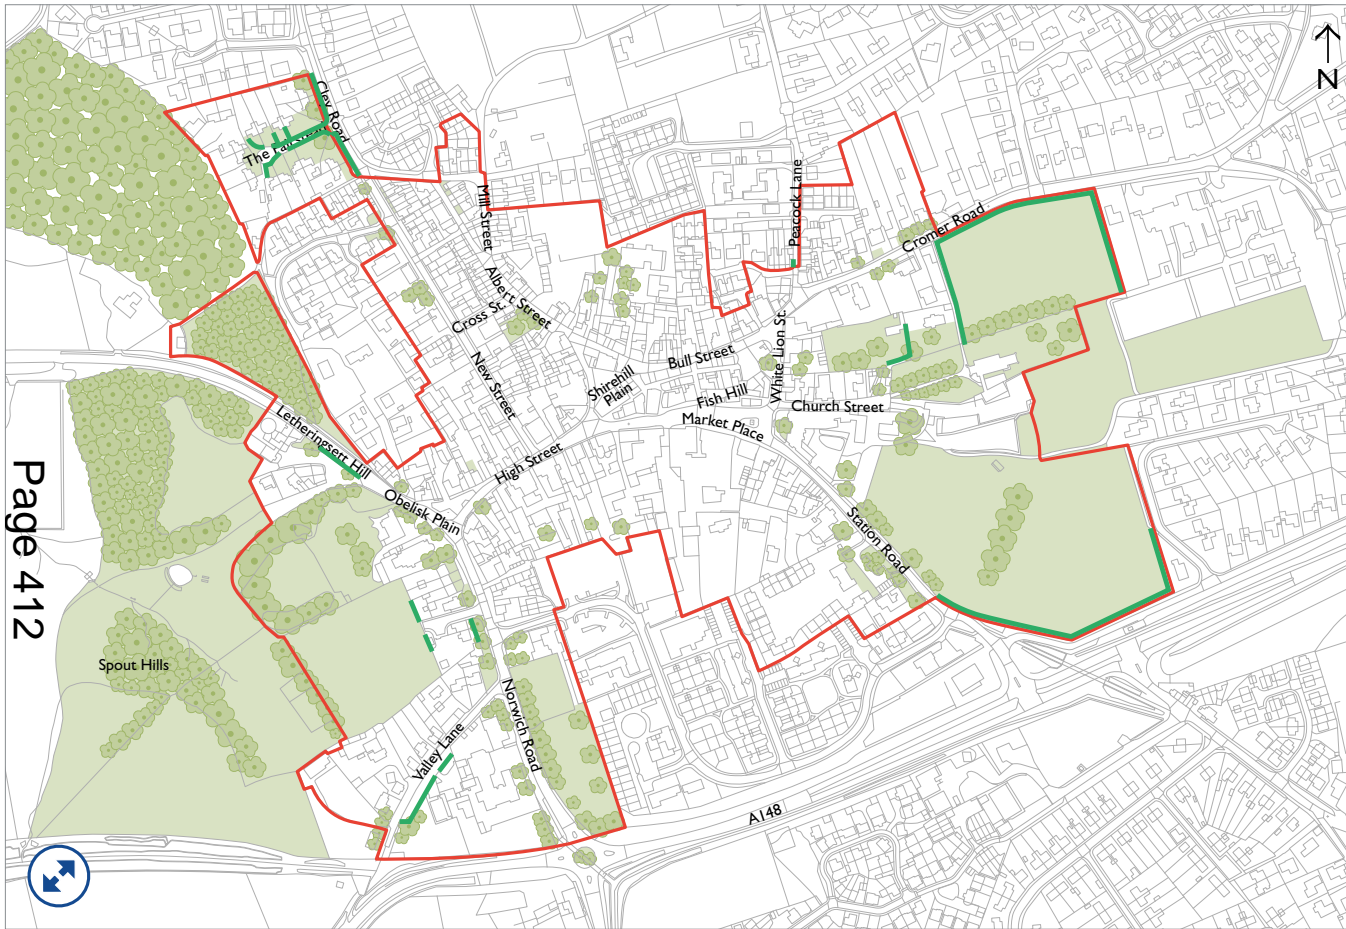 N
Cley Road
The Fairstead
Mill Street
Peacock Lane
Cromer Road
Albert Street
Cross St.
White Lion St.
Bull Street
New Street
Shirehill
Plain
Fish Hill
Church Street
Market Place
Letheringsett Hill
High Street
Obelisk Plain
Station Road
Page 412
Spout Hills
Norwich Road
Valley Lane
A148